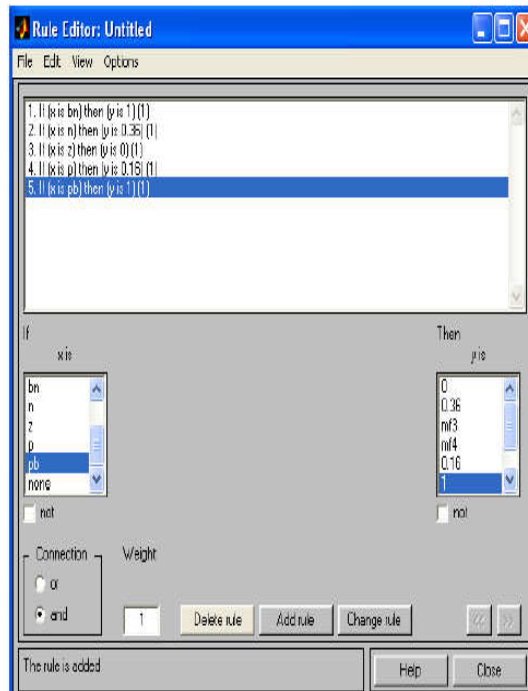 Rule Editor: Untitled
File Edit View Options
1. If (x is bn) then (y is 1) (1)
2. If (x is n) then (y is 0.36) (1)
3. If (x is z) then (y is 0) (1)
4. If (x is p) then (y is 0.16) (1)
5. If (x is pb) then (y is 1) (1)
If
x is
bn
n
z
p
pb
none
not
Then
y is
0
0.36
mf3
mf4
0.16
1
not
Connection
or
and
Weight
1
Delete rule
Add rule
Change rule
<<
>>
The rule is added
Help
Close